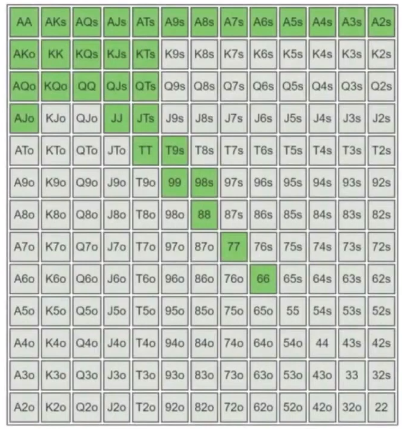 AA AKs AQs AJs ATs A9s A8s A7s A6s A5s A4s A3s A2s
AKo KK KQs KJs KTs K9s K8s K7s K6s K5s K4s K3s K2s
AQo KQo QQ QJs QTs Q9s Q8s Q7s Q6s Q5s Q4s Q3s Q2s
AJo KJo QJo JJ JTs J9s J8s J7s J6s J5s J4s J3s J2s
ATo KTo QTo JTo TT T9s T8s T7s T6s T5s T4s T3s T2s
A9o K9o Q9o J9o T9o 99 98s 97s 96s 95s 94s 93s 92s
A8o K8o Q8o J8o T8o 98o 88 87s 86s 85s 84s 83s 82s
A7o K7o Q7o J7o T7o 97o 87o 77 76s 75s 74s 73s 72s
A6o K6o Q6o J6o T6o 96o 86o 76o 66 65s 64s 63s 62s
A5o K5o Q5o J5o T5o 95o 85o 75o 65o 55 54s 53s 52s
A4o K4o Q4o J4o T4o 94o 84o 74o 64o 54o 44 43s 42s
A3o K3o Q3o J3o T3o 93o 83o 73o 63o 53o 43o 33 32s
A2o K2o Q2o J2o T2o 92o 82o 72o 62o 52o 42o 32o 22